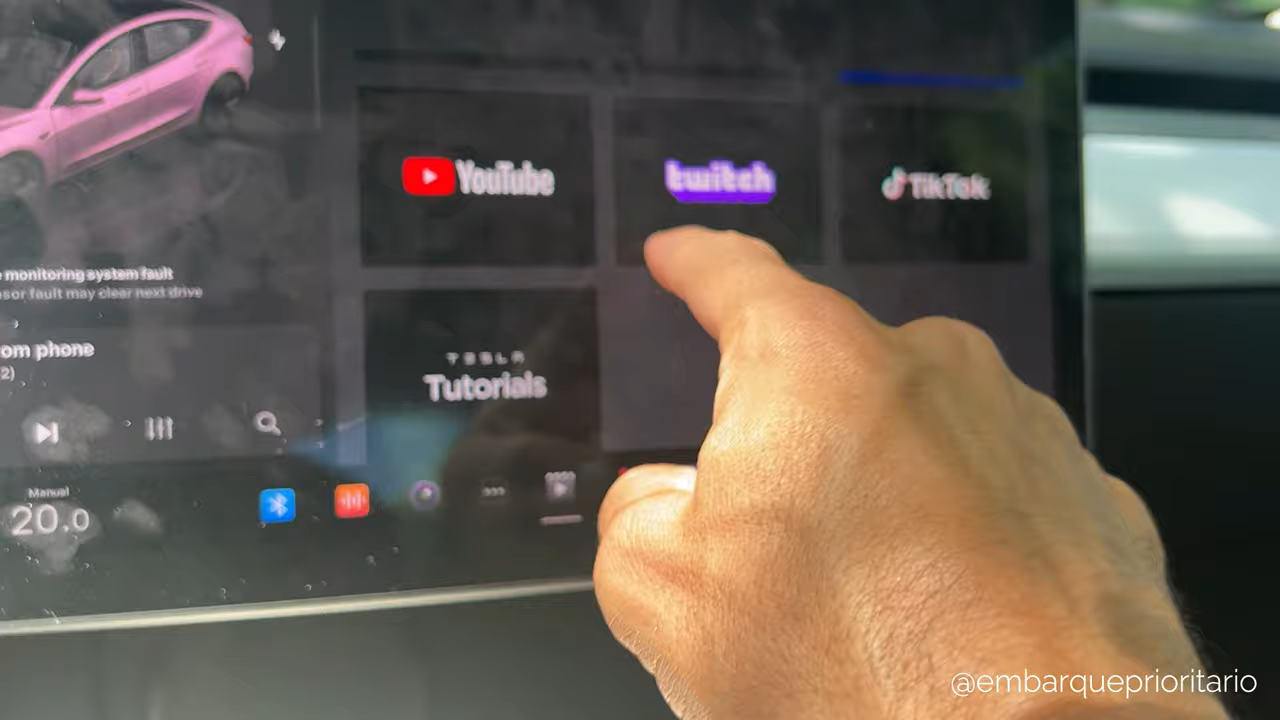 YouTube
twitch
TikTok
monitoring system fault
sor fault may clear next drive
om phone
2)
TESLA
Tutorials
Manual
20.0
@embarqueprioritario